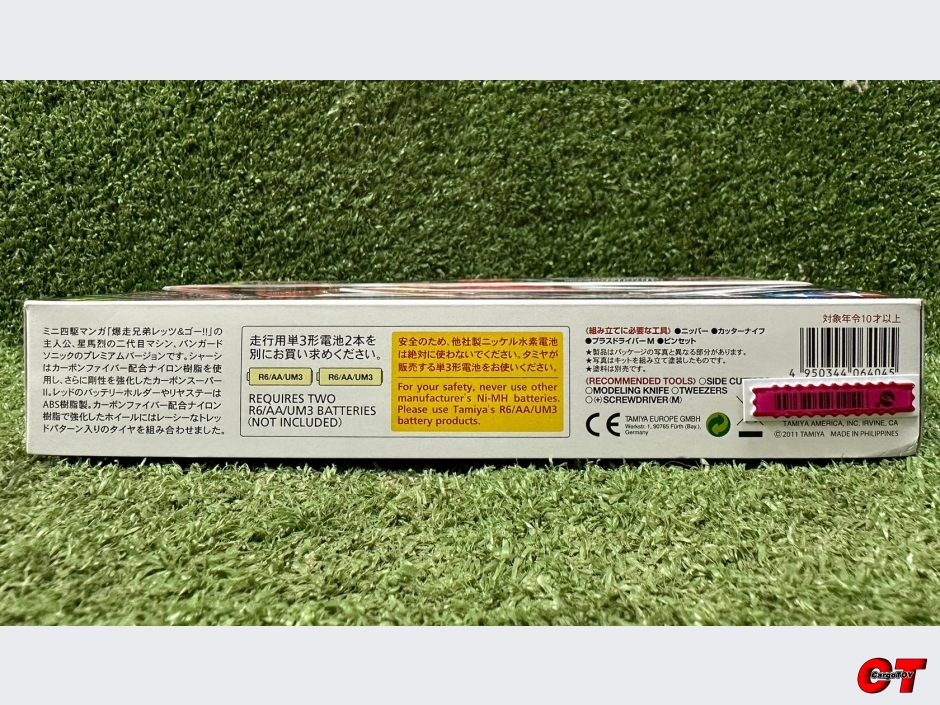 ミニ四駆マンガ「爆走兄弟レッツ&ゴー!!」の
主人公、星馬烈の二代目マシン、バンガード
ソニックのプレミアムバージョンです。シャーシ
はカーボンファイバー配合ナイロン樹脂を使
用し、さらに剛性を強化したカーボンスーパー
II。レッドのバッテリーホルダーやリヤステーは
ABS樹脂製。カーボンファイバー配合ナイロン
樹脂で強化したホイールにはレーシーなトレッ
ドパターン入りのタイヤを組み合わせました。
走行用単3形電池2本を
別にお買い求めください。
R6/AA/UM3 R6/AA/UM3
REQUIRES TWO
R6/AA/UM3 BATTERIES
(NOT INCLUDED)
安全のため、他社製ニッケル水素電池
は絶対に使わないでください。タミヤが
販売する単3形電池をお使いください。
For your safety, never use other
manufacturer's Ni-MH batteries.
Please use Tamiya's R6/AA/UM3
battery products.
《組み立てに必要な工具》 ●ニッパー ●カッターナイフ
●プラスドライバーM ●ピンセット
★製品はパッケージの写真と異なる部分があります。
★写真はキットを組み立て塗装したものです。
★塗料は別売です。
《RECOMMENDED TOOLS》 ○SIDE CU
○MODELING KNIFE ○TWEEZERS
○(+)SCREWDRIVER(M)
CE
TAMIYA EUROPE GMBH
Werkstr. 1, 90765 Fürth (Bay.),
Germany
対象年令10才以上
4 950344 064045
TAMIYA AMERICA, INC. IRVINE, CA
©2011 TAMIYA MADE IN PHILIPPINES
CT
CargoTOY